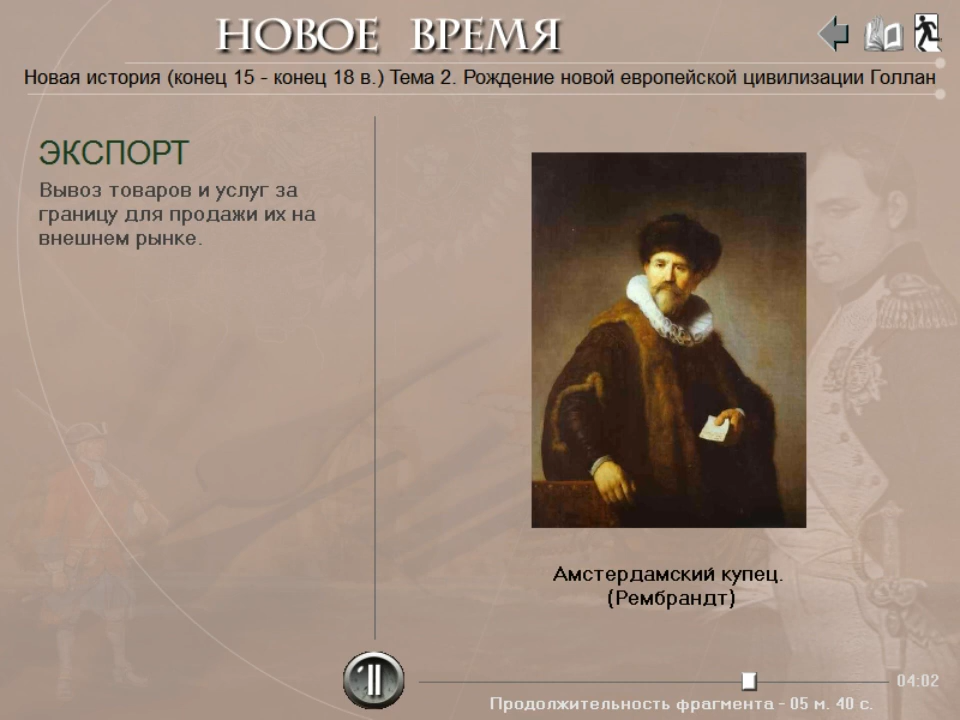 НОВОЕ ВРЕМЯ
Новая история (конец 15 - конец 18 в.) Тема 2. Рождение новой европейской цивилизации Голлан
ЭКСПОРТ
Вывоз товаров и услуг за
границу для продажи их на
внешнем рынке.
Амстердамский купец.
(Рембрандт)
04:02
Продолжительность фрагмента - 05 м. 40 с.